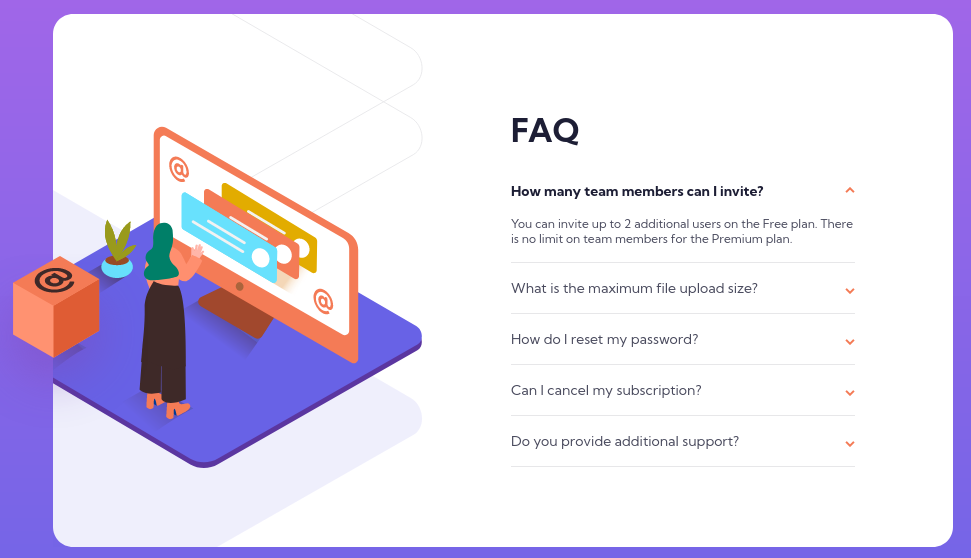 FAQ
How many team members can I invite?
You can invite up to 2 additional users on the Free plan. There
is no limit on team members for the Premium plan.
What is the maximum file upload size?
How do I reset my password?
Can I cancel my subscription?
Do you provide additional support?
@
@
@